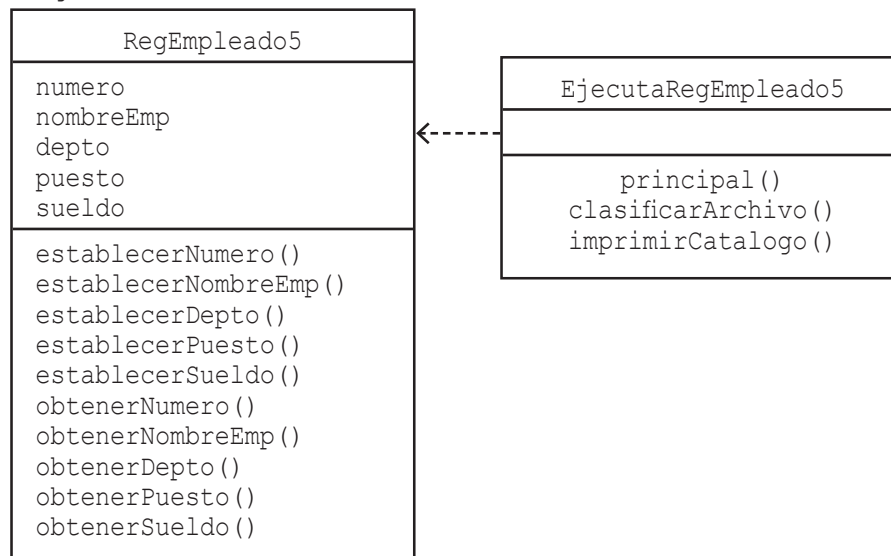 RegEmpleado5
numero
nombreEmp
depto
puesto
sueldo
establecerNumero()
establecerNombreEmp()
establecerDepto()
establecerPuesto()
establecerSueldo()
obtenerNumero()
obtenerNombreEmp()
obtenerDepto()
obtenerPuesto()
obtenerSueldo()
EjecutaRegEmpleado5
principal()
clasificarArchivo()
imprimirCatalogo()